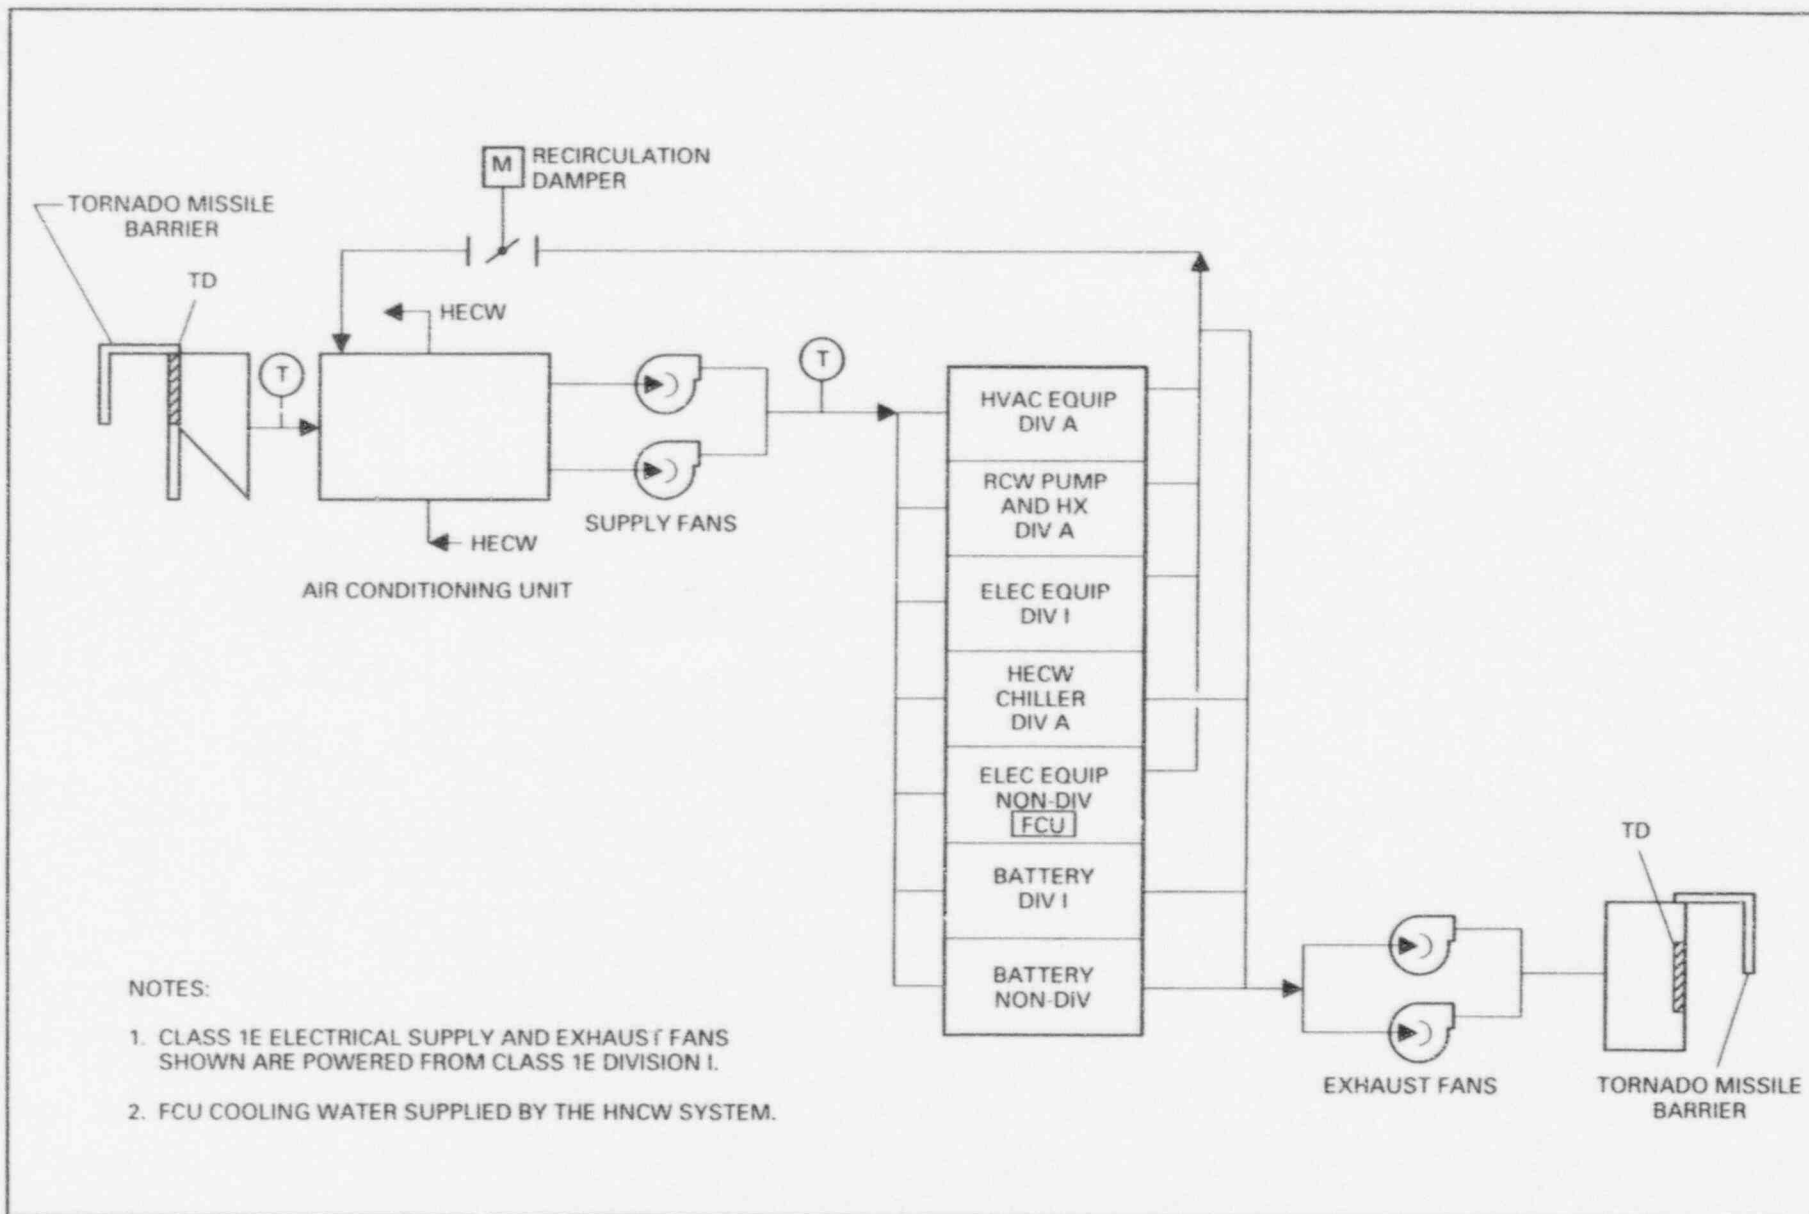 M
RECIRCULATION
DAMPER
TORNADO MISSILE
BARRIER
TD
HECW
T
T
SUPPLY FANS
HECW
AIR CONDITIONING UNIT
HVAC EQUIP
DIV A
RCW PUMP
AND HX
DIV A
ELEC EQUIP
DIV I
HECW
CHILLER
DIV A
ELEC EQUIP
NON-DIV
FCU
BATTERY
DIV I
BATTERY
NON-DIV
TD
EXHAUST FANS
TORNADO MISSILE
BARRIER
NOTES:
1. CLASS 1E ELECTRICAL SUPPLY AND EXHAUST FANS
SHOWN ARE POWERED FROM CLASS 1E DIVISION I.
2. FCU COOLING WATER SUPPLIED BY THE HNCW SYSTEM.